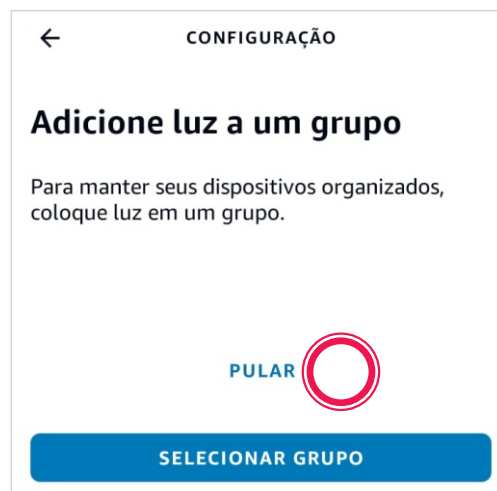 CONFIGURAÇÃO
Adicione luz a um grupo
Para manter seus dispositivos organizados,
coloque luz em um grupo.
PULAR
SELECIONAR GRUPO